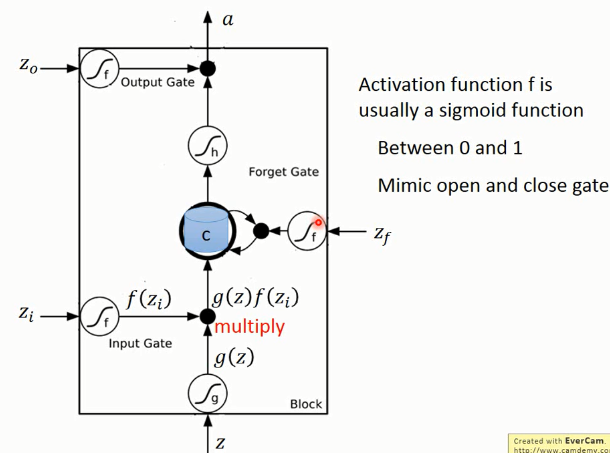 a
z_o
f
Output Gate
Activation function f is
usually a sigmoid function
Between 0 and 1
Mimic open and close gate
h
Forget Gate
c
f
z_f
z_i
f
f(z_i)
g(z)f(z_i)
multiply
Input Gate
g(z)
g
Block
z
Created with EverCam.
http://www.camdemy.co